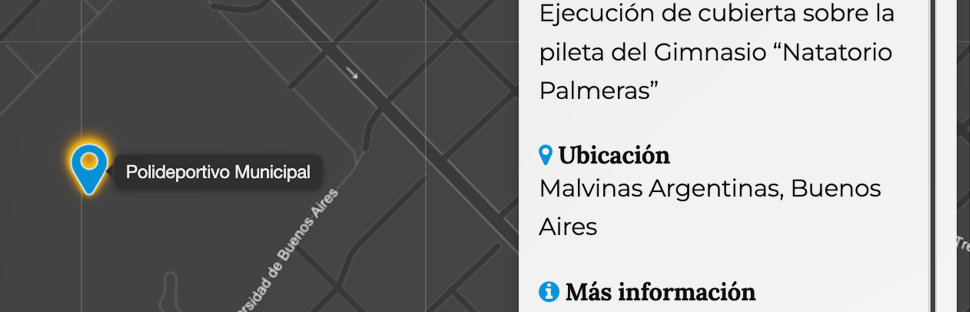 Ejecución de cubierta sobre la
pileta del Gimnasio “Natatorio
Palmeras”
Polideportivo Municipal
Ubicación
Malvinas Argentinas, Buenos
Aires
de Buenos Aires
Más información